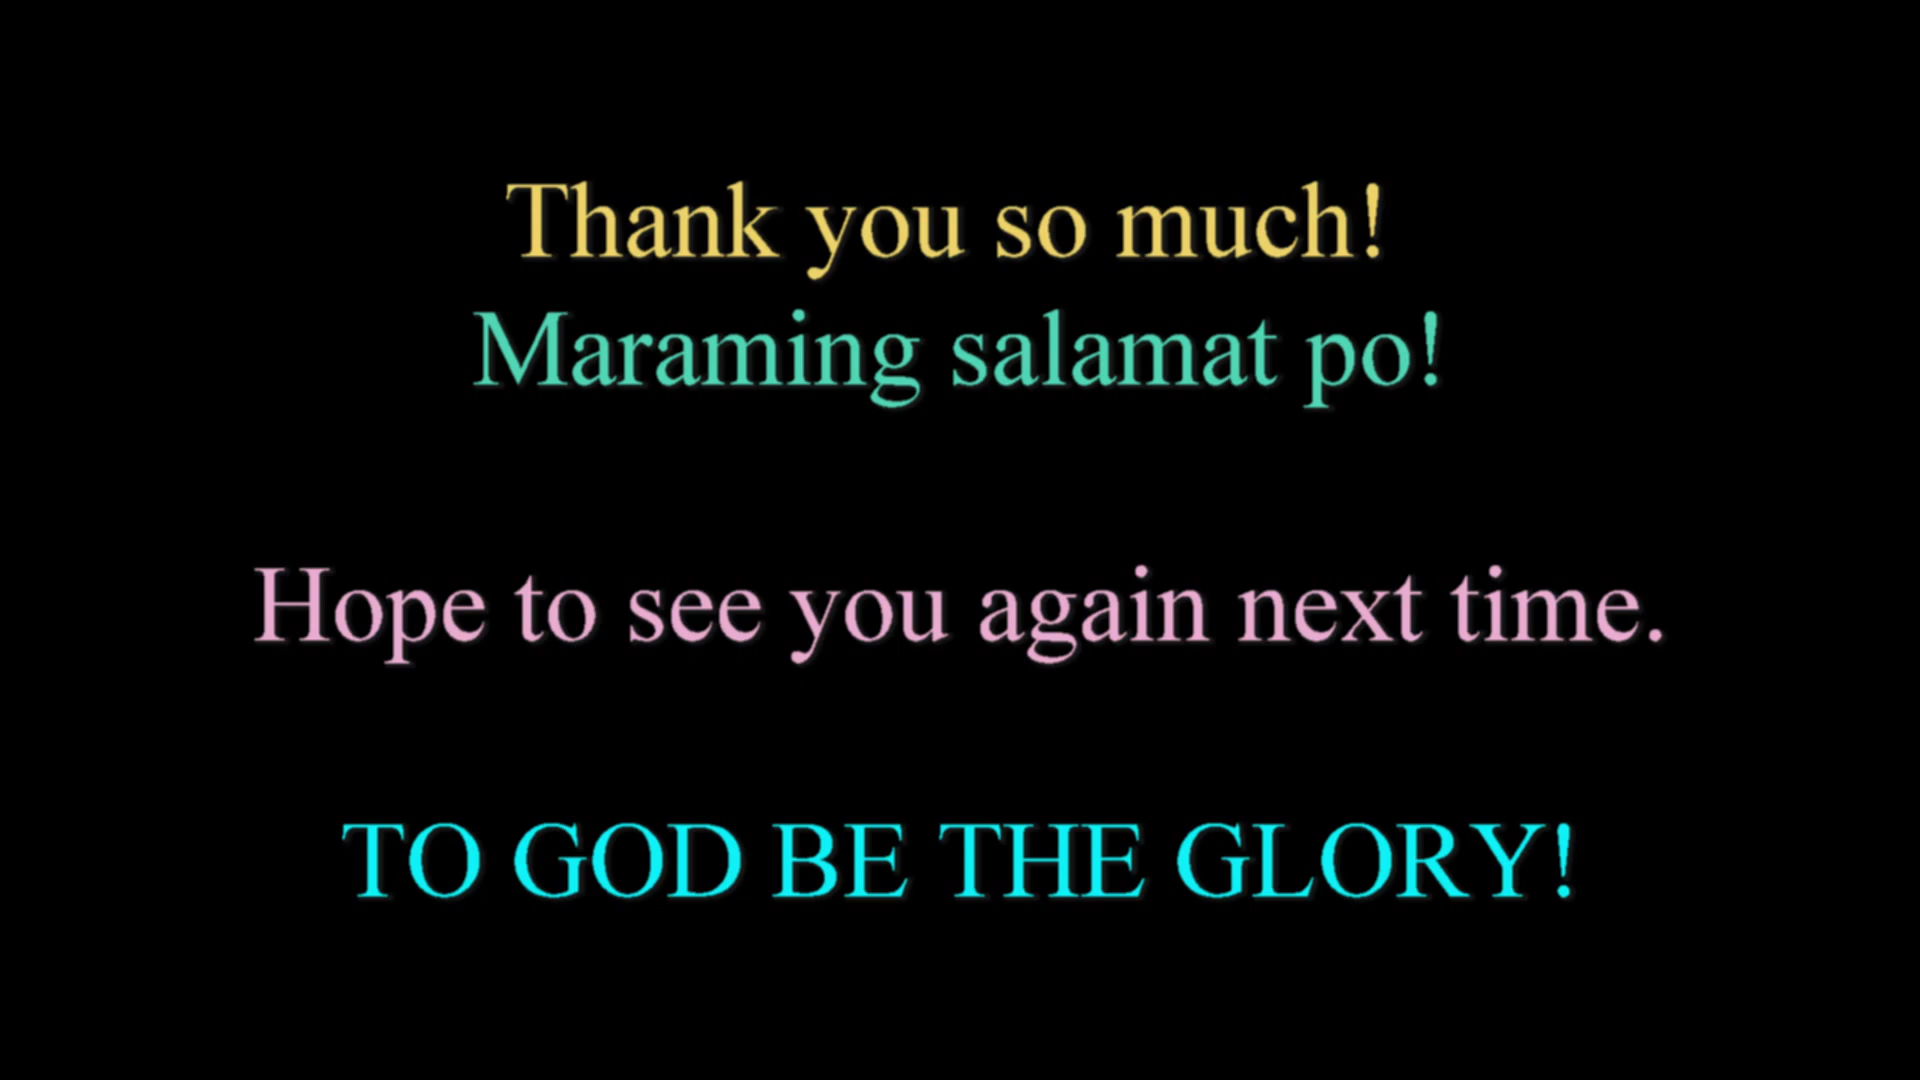 Thank you so much!
Maraming salamat po!
Hope to see you again next time.
TO GOD BE THE GLORY!